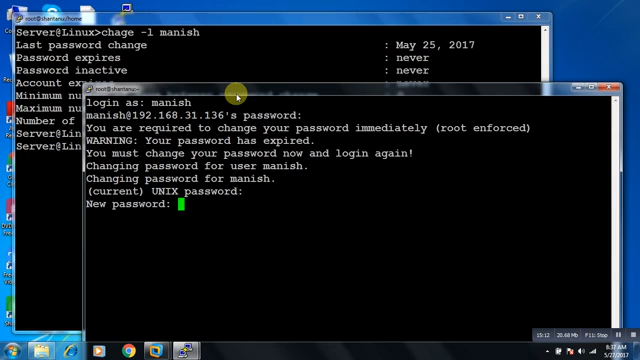 root@shantanu:/home
Server@Linux>chage -l manish
Last password change : May 25, 2017
Password expires : never
Password inactive : never
Account expires
Minimum nu
Maximum nu
Number of
Server@Lin
Server@Lin
root@shantanu:~
login as: manish
manish@192.168.31.136's password:
You are required to change your password immediately (root enforced)
WARNING: Your password has expired.
You must change your password now and login again!
Changing password for user manish.
Changing password for manish.
(current) UNIX password:
New password:
15:12 20.68 Mb F11: Stop
8:37 AM